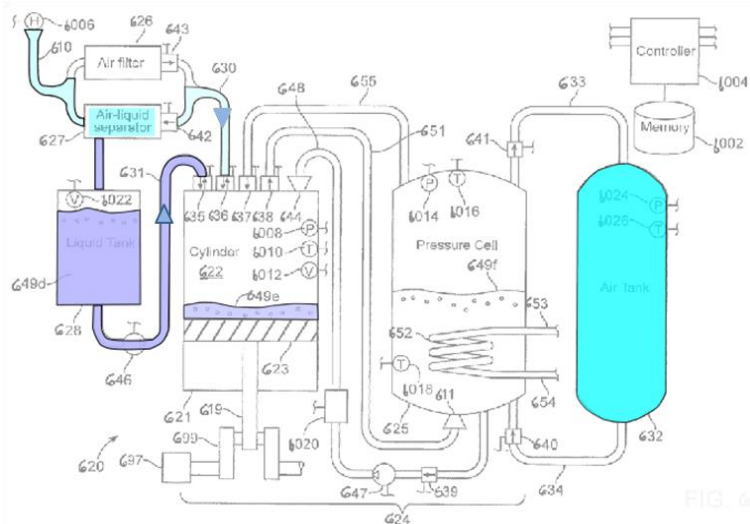 H 6006
610
626
643
Air filter
630
Air-liquid
separator
627
642
655
648
651
633
Controller
6004
Memory
6002
641
631
V 6022
635
636
637
638
644
P
T
6014
6016
6024 P
6026 T
Liquid Tank
Cylinder
622
6008 P
6010 T
6012 V
Pressure Cell
649f
Air Tank
649d
649e
653
652
628
623
T
6018
611
654
646
621
619
625
632
6020
699
640
620
697
647
639
634
624
FIG. 6